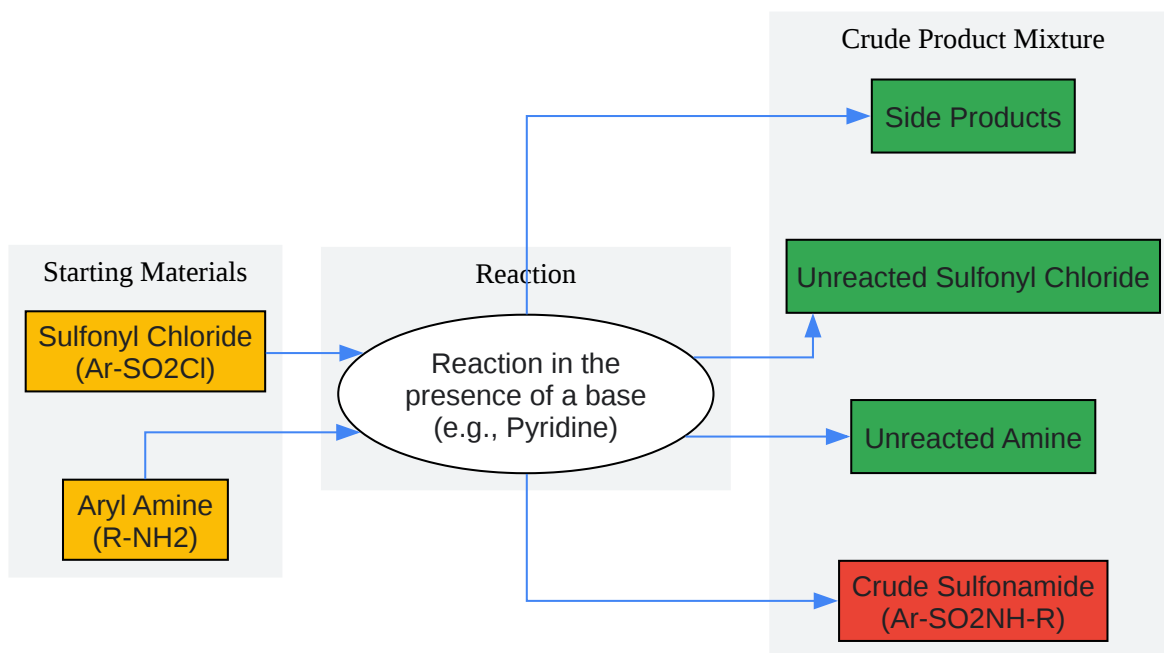 Starting Materials
Sulfonyl Chloride
(Ar-SO2Cl)
Aryl Amine
(R-NH2)
Reaction
Reaction in the
presence of a base
(e.g., Pyridine)
Crude Product Mixture
Side Products
Unreacted Sulfonyl Chloride
Unreacted Amine
Crude Sulfonamide
(Ar-SO2NH-R)